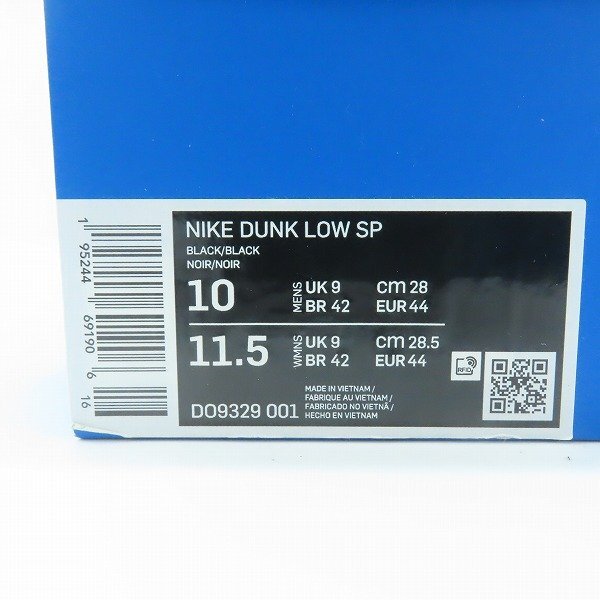 NIKE DUNK LOW SP
BLACK/BLACK
NOIR/NOIR
10 MENS UK 9 CM 28
BR 42 EUR 44
11.5 WMNS UK 9 CM 28.5
BR 42 EUR 44
DO9329 001
MADE IN VIETNAM /
FABRIQUE AU VIETNAM /
FABRICADO NO VIETNÃ /
HECHO EN VIETNAM
RFID
1 95244 69190 6 16